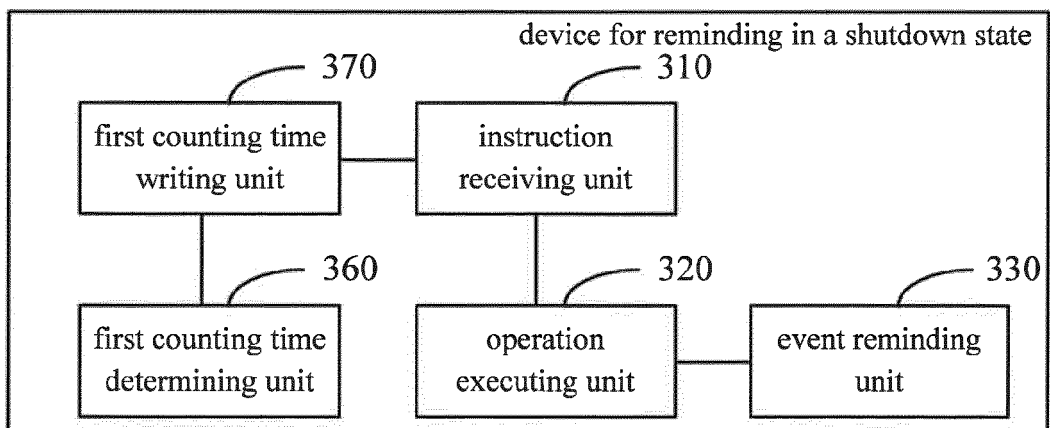 device for reminding in a shutdown state
370
310
first counting time
writing unit
instruction
receiving unit
360
320
330
first counting time
determining unit
operation
executing unit
event reminding
unit